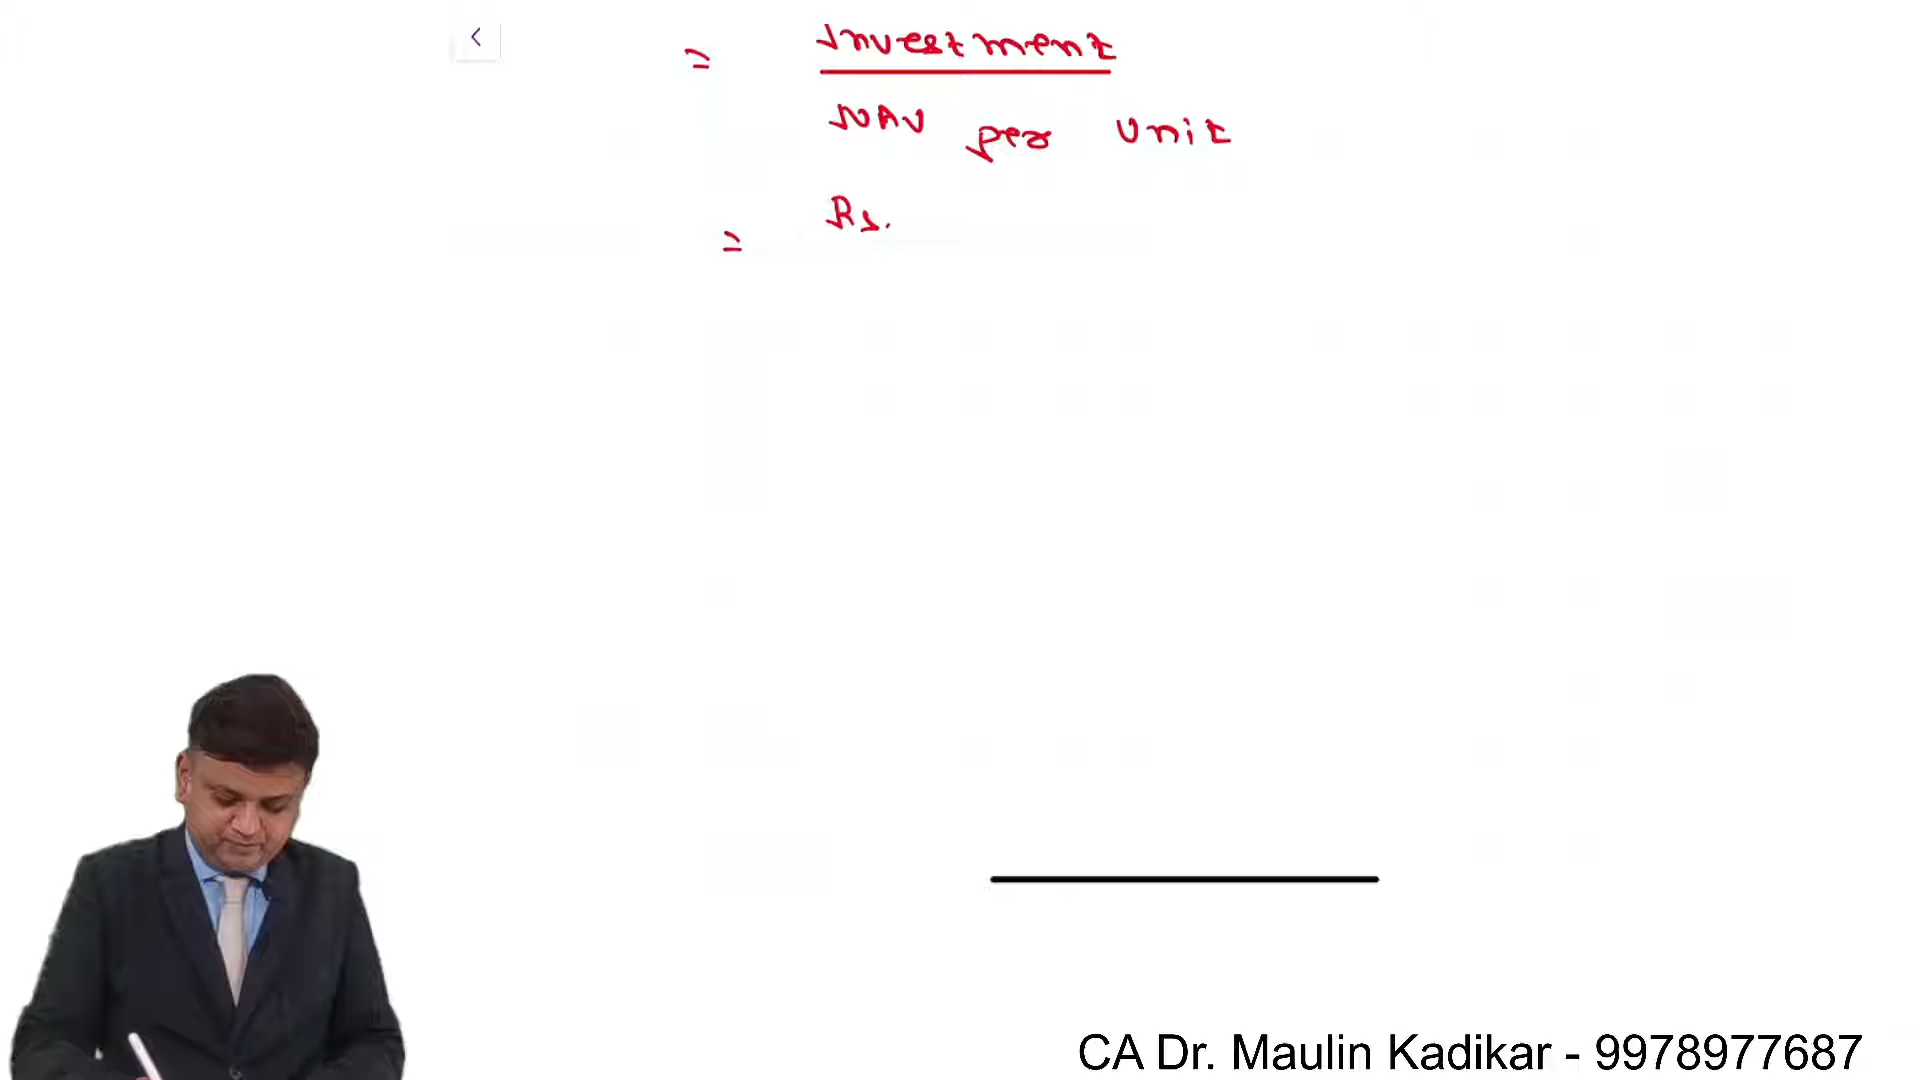 = Investment
NAV per Unit
= Rs.
CA Dr. Maulin Kadikar - 9978977687